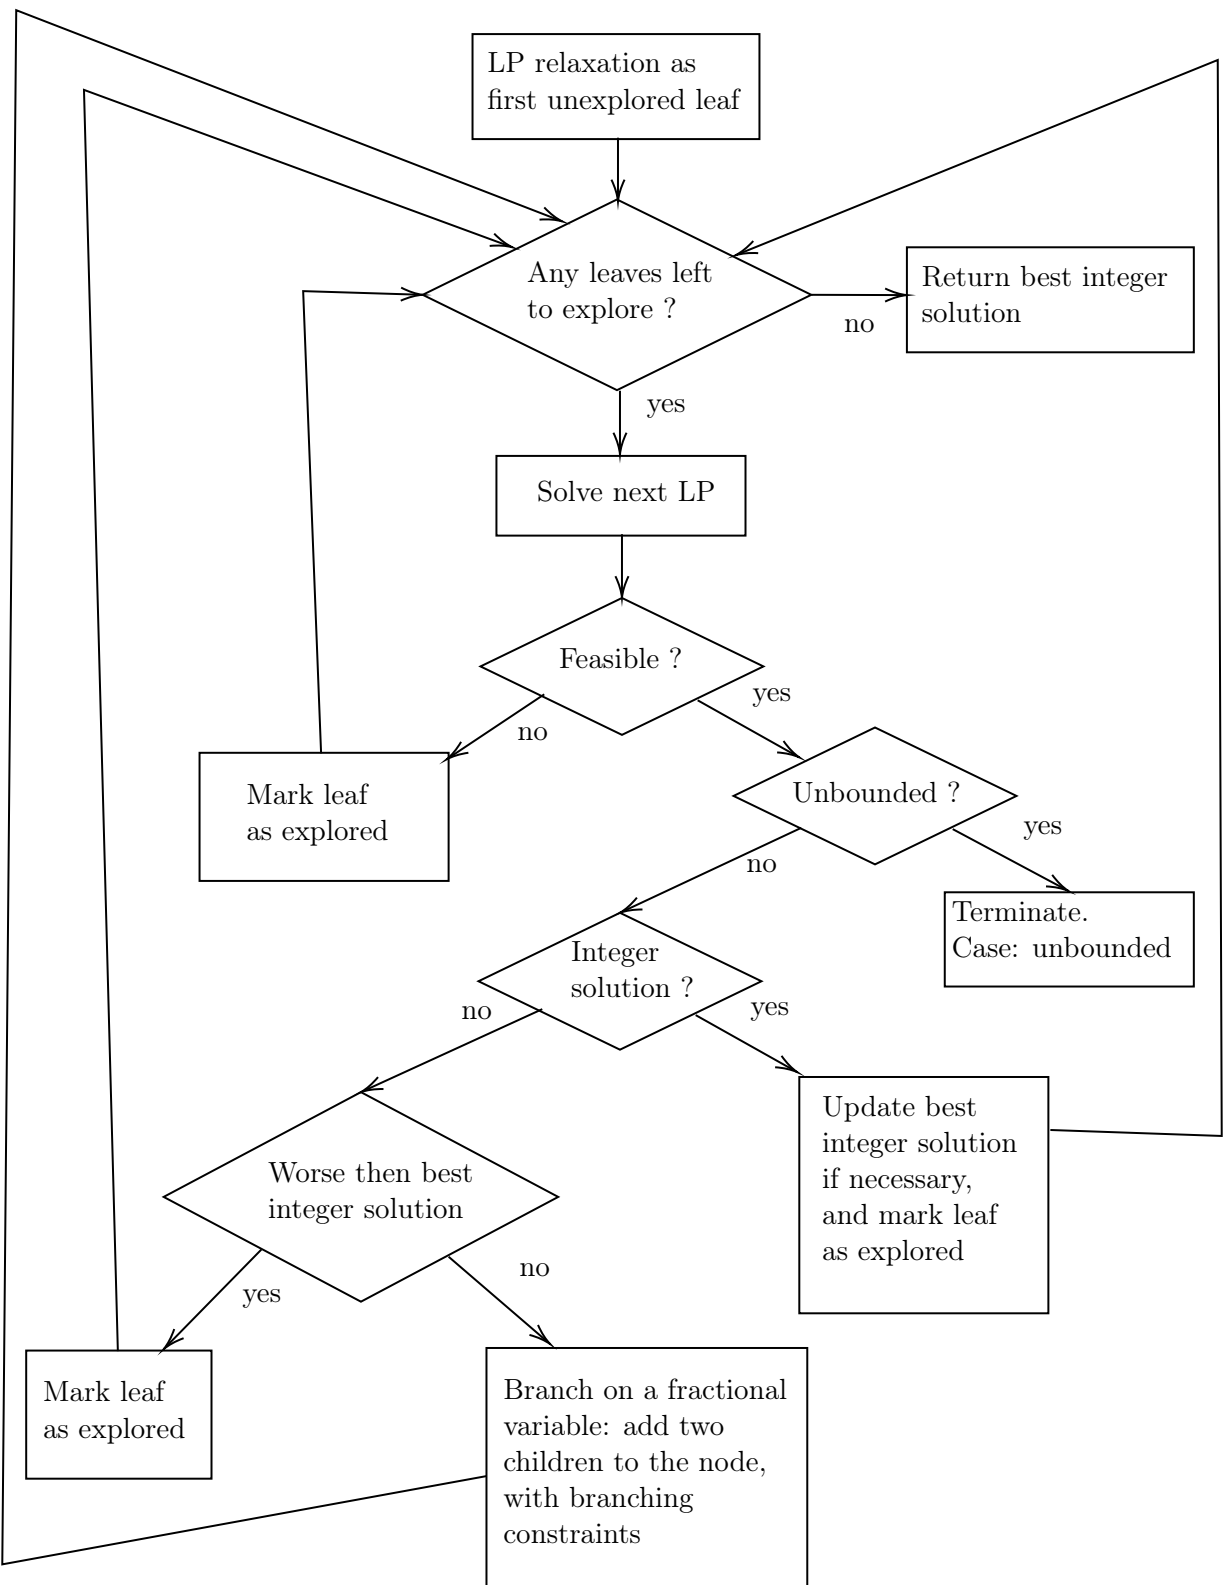 LP relaxation as
first unexplored leaf
Any leaves left
to explore ?
no
Return best integer
solution
yes
Solve next LP
Feasible ?
no
yes
Mark leaf
as explored
Unbounded ?
no
yes
Terminate.
Case: unbounded
Integer
solution ?
no
yes
Update best
integer solution
if necessary,
and mark leaf
as explored
Worse then best
integer solution
yes
no
Mark leaf
as explored
Branch on a fractional
variable: add two
children to the node,
with branching
constraints